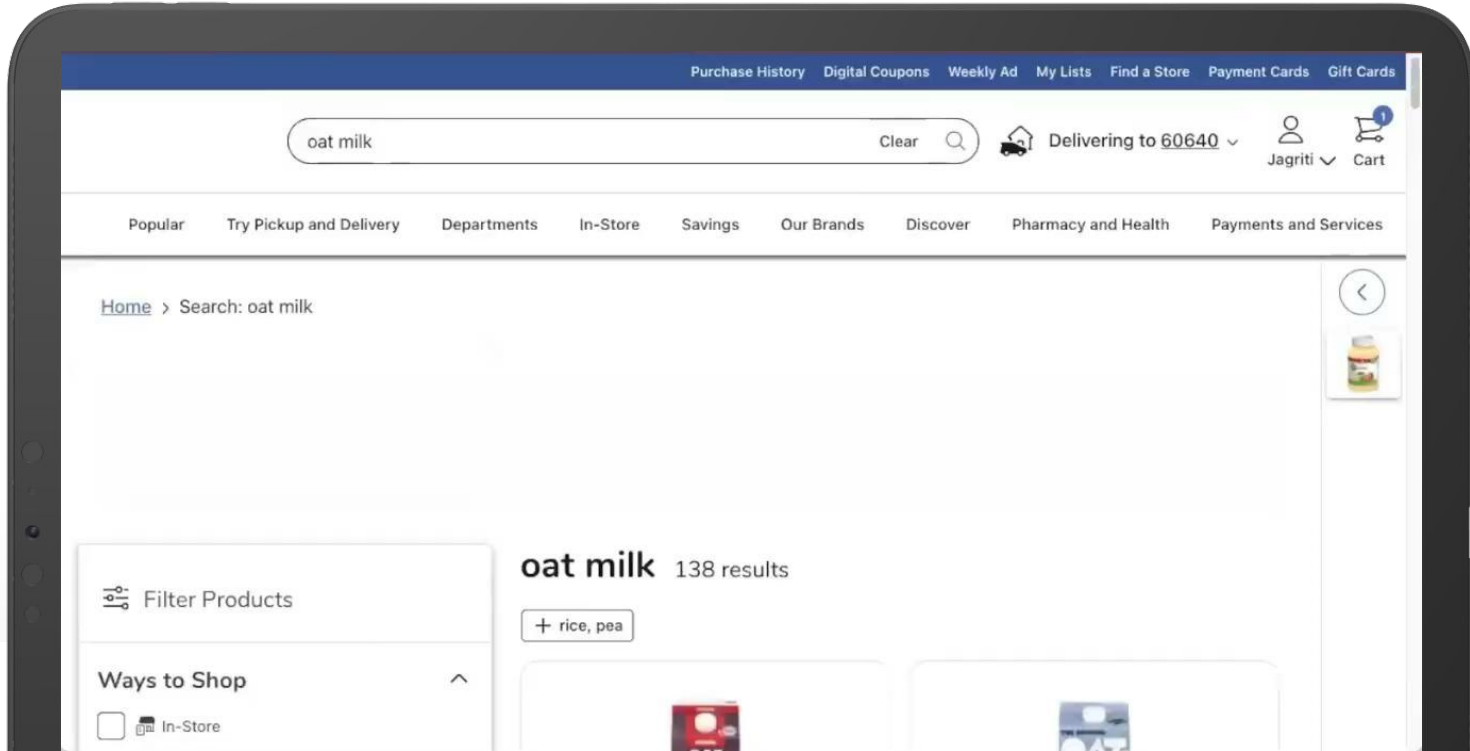 Purchase History Digital Coupons Weekly Ad My Lists Find a Store Payment Cards Gift Cards
oat milk Clear Delivering to 60640 1
Jagriti Cart
Popular Try Pickup and Delivery Departments In-Store Savings Our Brands Discover Pharmacy and Health Payments and Services
Home > Search: oat milk
oat milk 138 results
Filter Products
+ rice, pea
Ways to Shop
In-Store
OAT